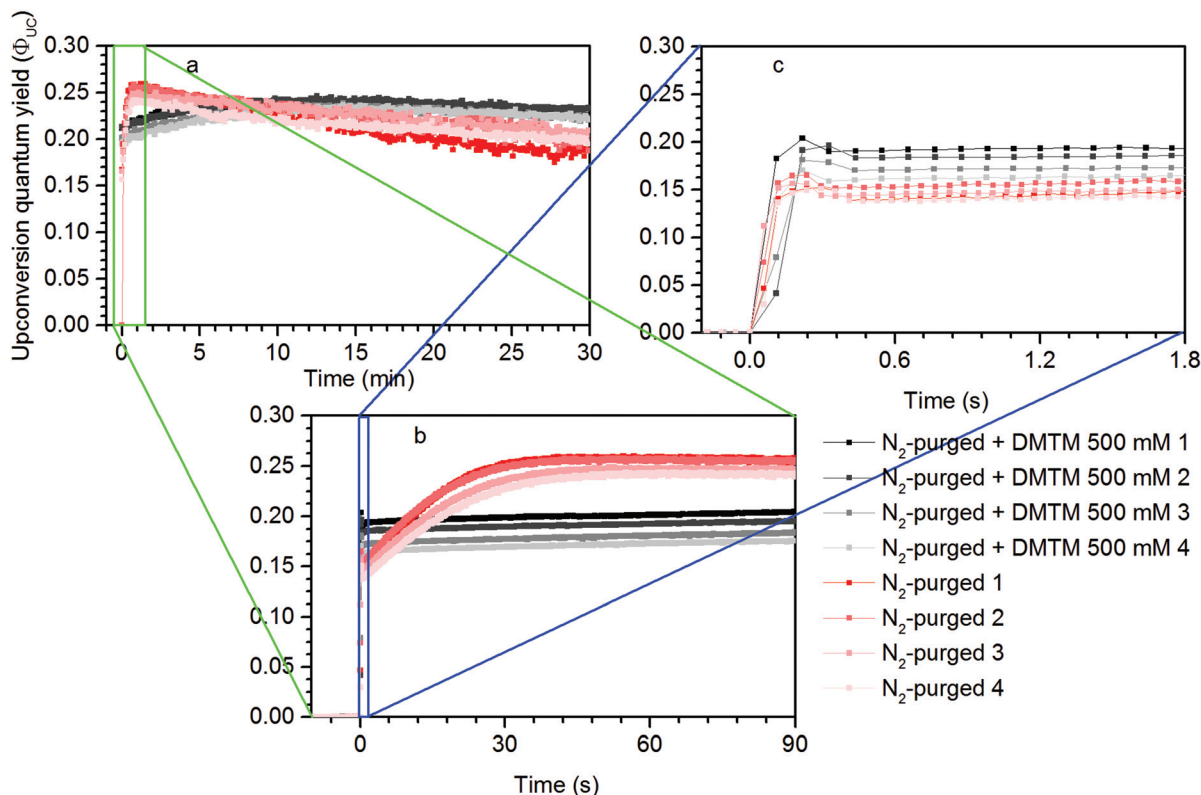 Upconversion quantum yield (Φ_UC)
0.30
0.25
0.20
0.15
0.10
0.05
0.00
a
0 5 10 15 20 25 30
Time (min)
0.30
0.25
0.20
0.15
0.10
0.05
0.00
c
0.0 0.6 1.2 1.8
Time (s)
0.30
0.25
0.20
0.15
0.10
0.05
0.00
b
0 30 60 90
Time (s)
N₂-purged + DMTM 500 mM 1
N₂-purged + DMTM 500 mM 2
N₂-purged + DMTM 500 mM 3
N₂-purged + DMTM 500 mM 4
N₂-purged 1
N₂-purged 2
N₂-purged 3
N₂-purged 4